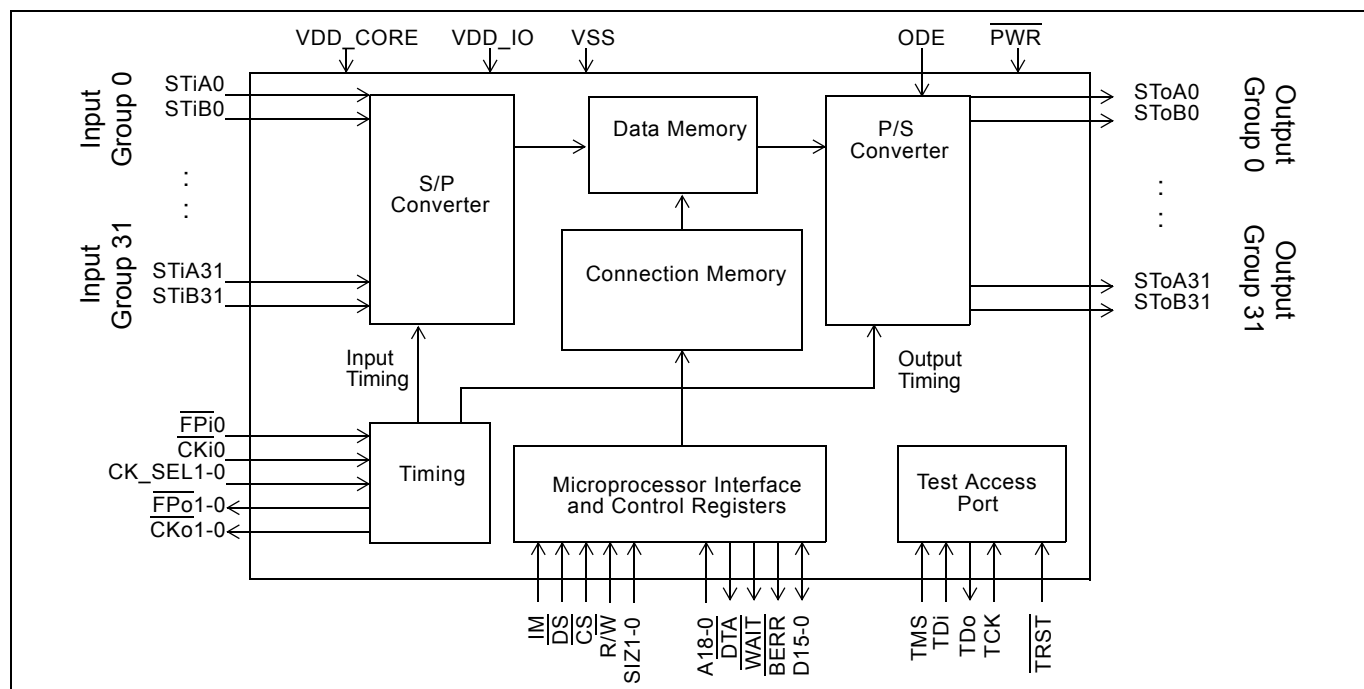 VDD_CORE
VDD_IO
VSS
ODE
PWR
Input
Group 0
STiA0
STiB0
.
.
.
Input
Group 31
STiA31
STiB31
S/P
Converter
Data Memory
Connection Memory
P/S
Converter
SToA0
SToB0
Output
Group 0
.
.
.
SToA31
SToB31
Output
Group 31
Input
Timing
Output
Timing
FPi0
CKi0
CK_SEL1-0
FPo1-0
CKo1-0
Timing
Microprocessor Interface
and Control Registers
Test Access
Port
IM
DS
CS
R/W
SIZ1-0
A18-0
DTA
WAIT
BERR
D15-0
TMS
TDi
TDo
TCK
TRST